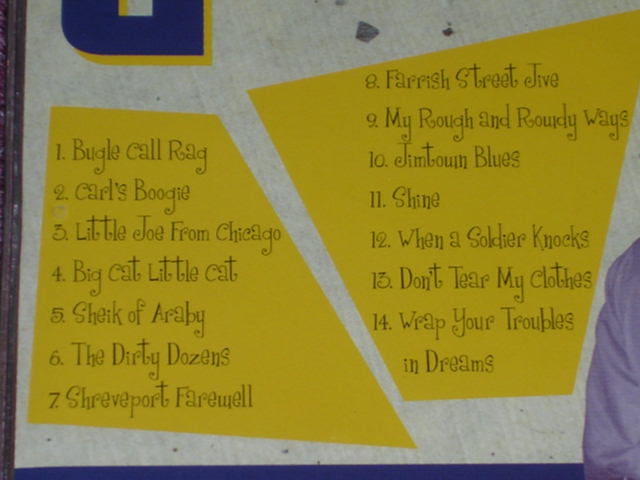 1. Bugle Call Rag
2. Carl's Boogie
3. Little Joe From Chicago
4. Big Cat Little Cat
5. Sheik of Araby
6. The Dirty Dozens
7. Shreveport Farewell
8. Farrish Street Jive
9. My Rough and Rowdy Ways
10. Jimtown Blues
11. Shine
12. When a Soldier Knocks
13. Don't Tear My Clothes
14. Wrap Your Troubles
in Dreams